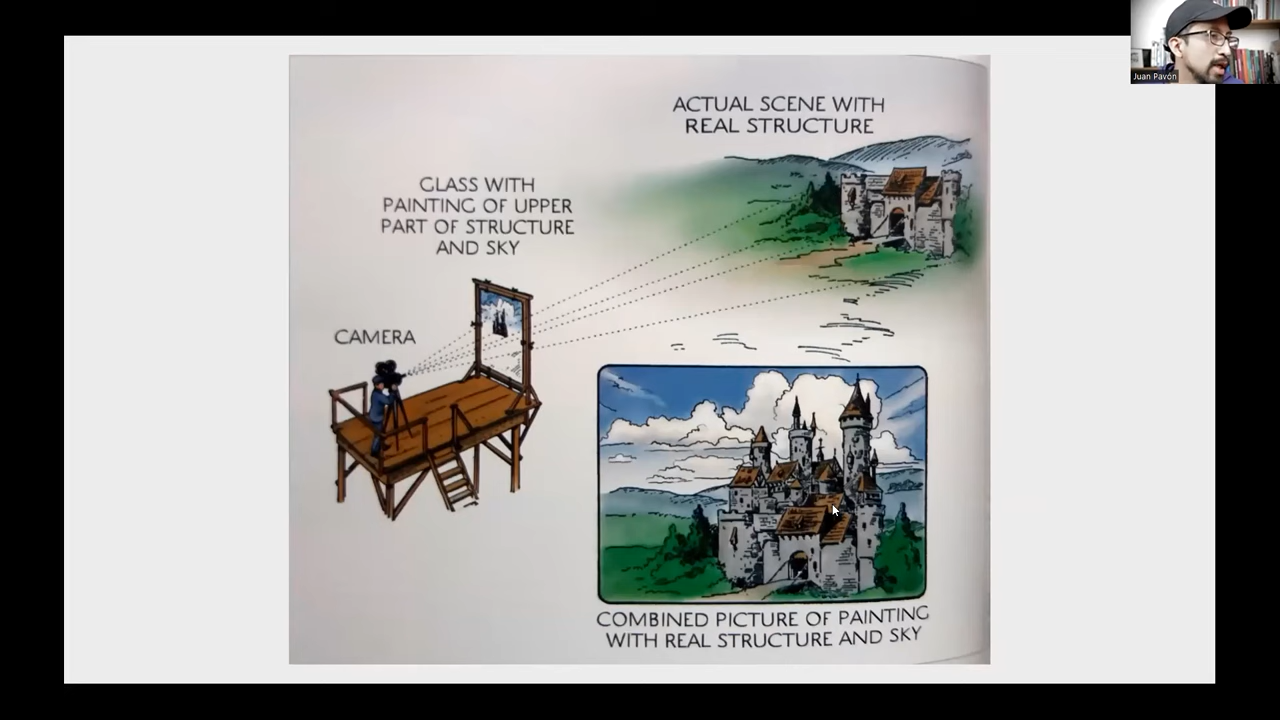 ACTUAL SCENE WITH
REAL STRUCTURE
GLASS WITH
PAINTING OF UPPER
PART OF STRUCTURE
AND SKY
CAMERA
COMBINED PICTURE OF PAINTING
WITH REAL STRUCTURE AND SKY
Juan Pavón